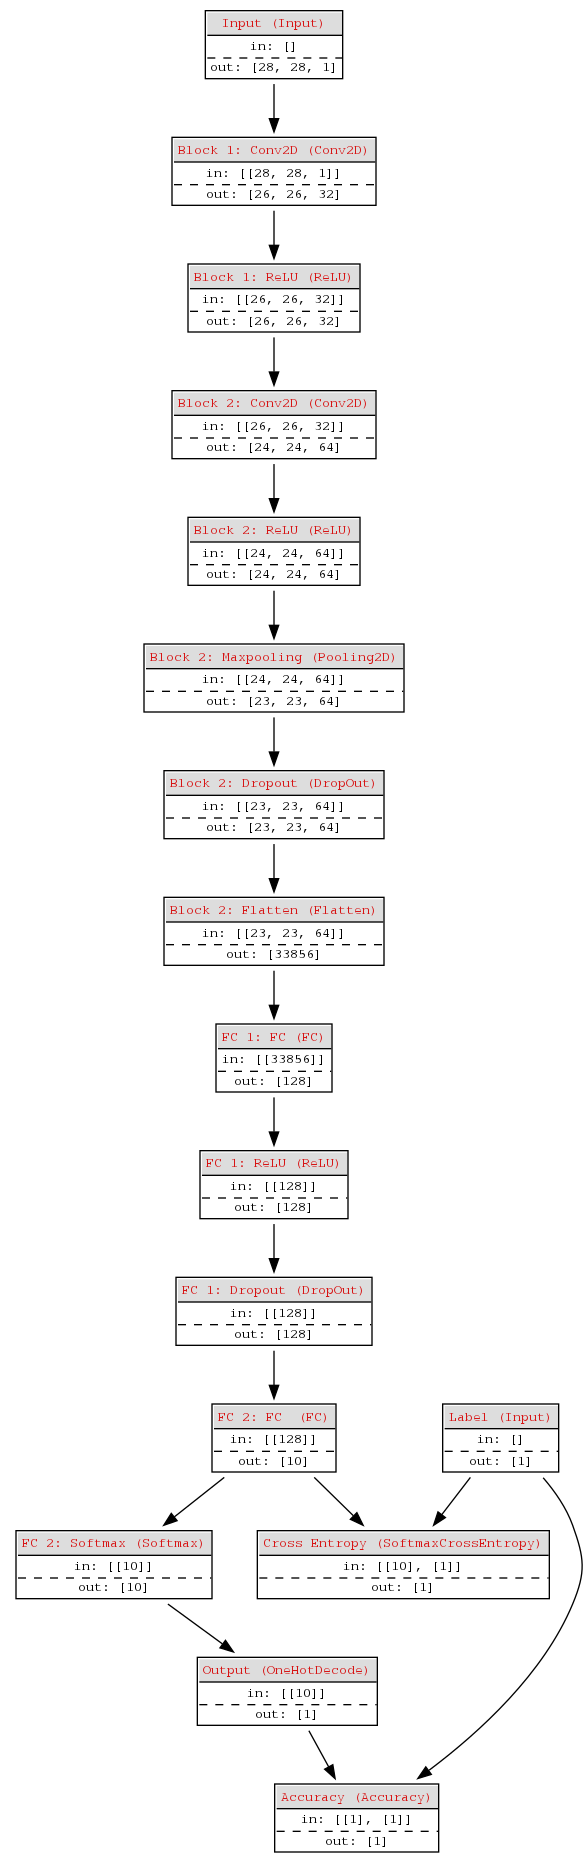 Input (Input)
in: []
out: [28, 28, 1]
Block 1: Conv2D (Conv2D)
in: [[28, 28, 1]]
out: [26, 26, 32]
Block 1: ReLU (ReLU)
in: [[26, 26, 32]]
out: [26, 26, 32]
Block 2: Conv2D (Conv2D)
in: [[26, 26, 32]]
out: [24, 24, 64]
Block 2: ReLU (ReLU)
in: [[24, 24, 64]]
out: [24, 24, 64]
Block 2: Maxpooling (Pooling2D)
in: [[24, 24, 64]]
out: [23, 23, 64]
Block 2: Dropout (DropOut)
in: [[23, 23, 64]]
out: [23, 23, 64]
Block 2: Flatten (Flatten)
in: [[23, 23, 64]]
out: [33856]
FC 1: FC (FC)
in: [[33856]]
out: [128]
FC 1: ReLU (ReLU)
in: [[128]]
out: [128]
FC 1: Dropout (DropOut)
in: [[128]]
out: [128]
FC 2: FC  (FC)
in: [[128]]
out: [10]
Label (Input)
in: []
out: [1]
FC 2: Softmax (Softmax)
in: [[10]]
out: [10]
Cross Entropy (SoftmaxCrossEntropy)
in: [[10], [1]]
out: [1]
Output (OneHotDecode)
in: [[10]]
out: [1]
Accuracy (Accuracy)
in: [[1], [1]]
out: [1]